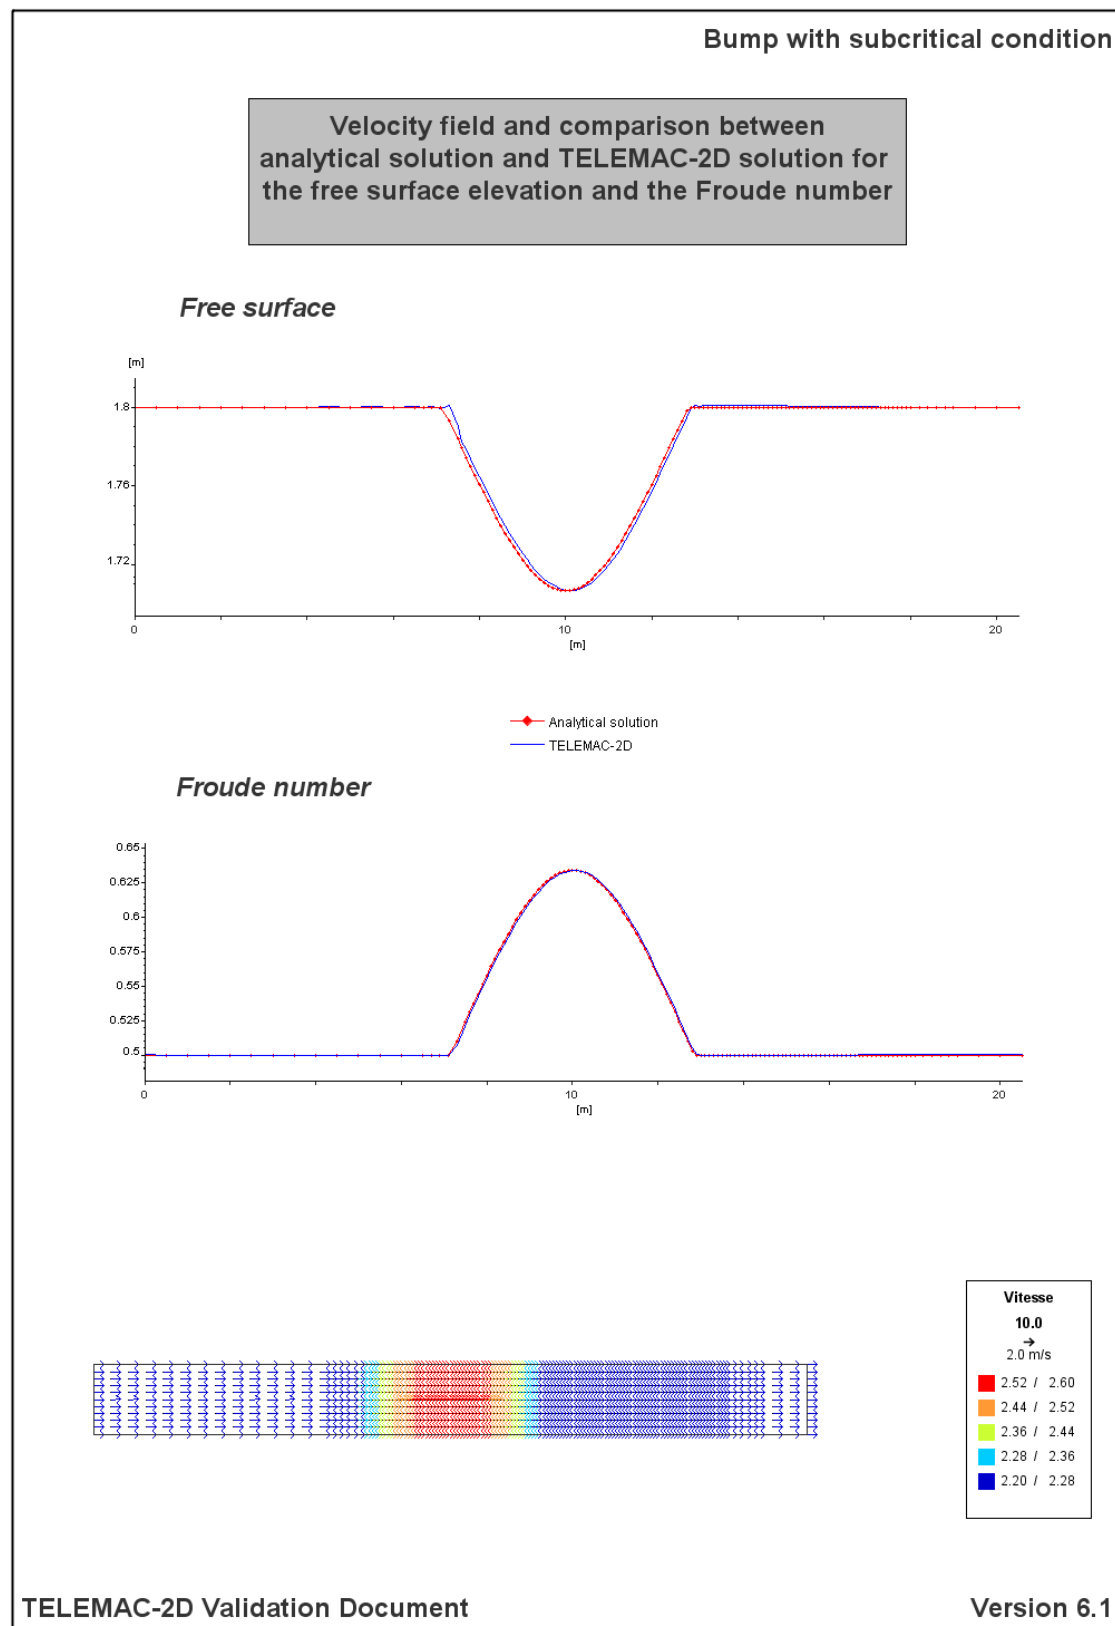 Bump with subcritical condition
Velocity field and comparison between
analytical solution and TELEMAC-2D solution for
the free surface elevation and the Froude number
Free surface
[m]
1.8
1.76
1.72
0
10
20
[m]
Analytical solution
TELEMAC-2D
Froude number
0.65
0.625
0.6
0.575
0.55
0.525
0.5
0
10
20
[m]
Vitesse
10.0
2.0 m/s
2.52 / 2.60
2.44 / 2.52
2.36 / 2.44
2.28 / 2.36
2.20 / 2.28
TELEMAC-2D Validation Document
Version 6.1